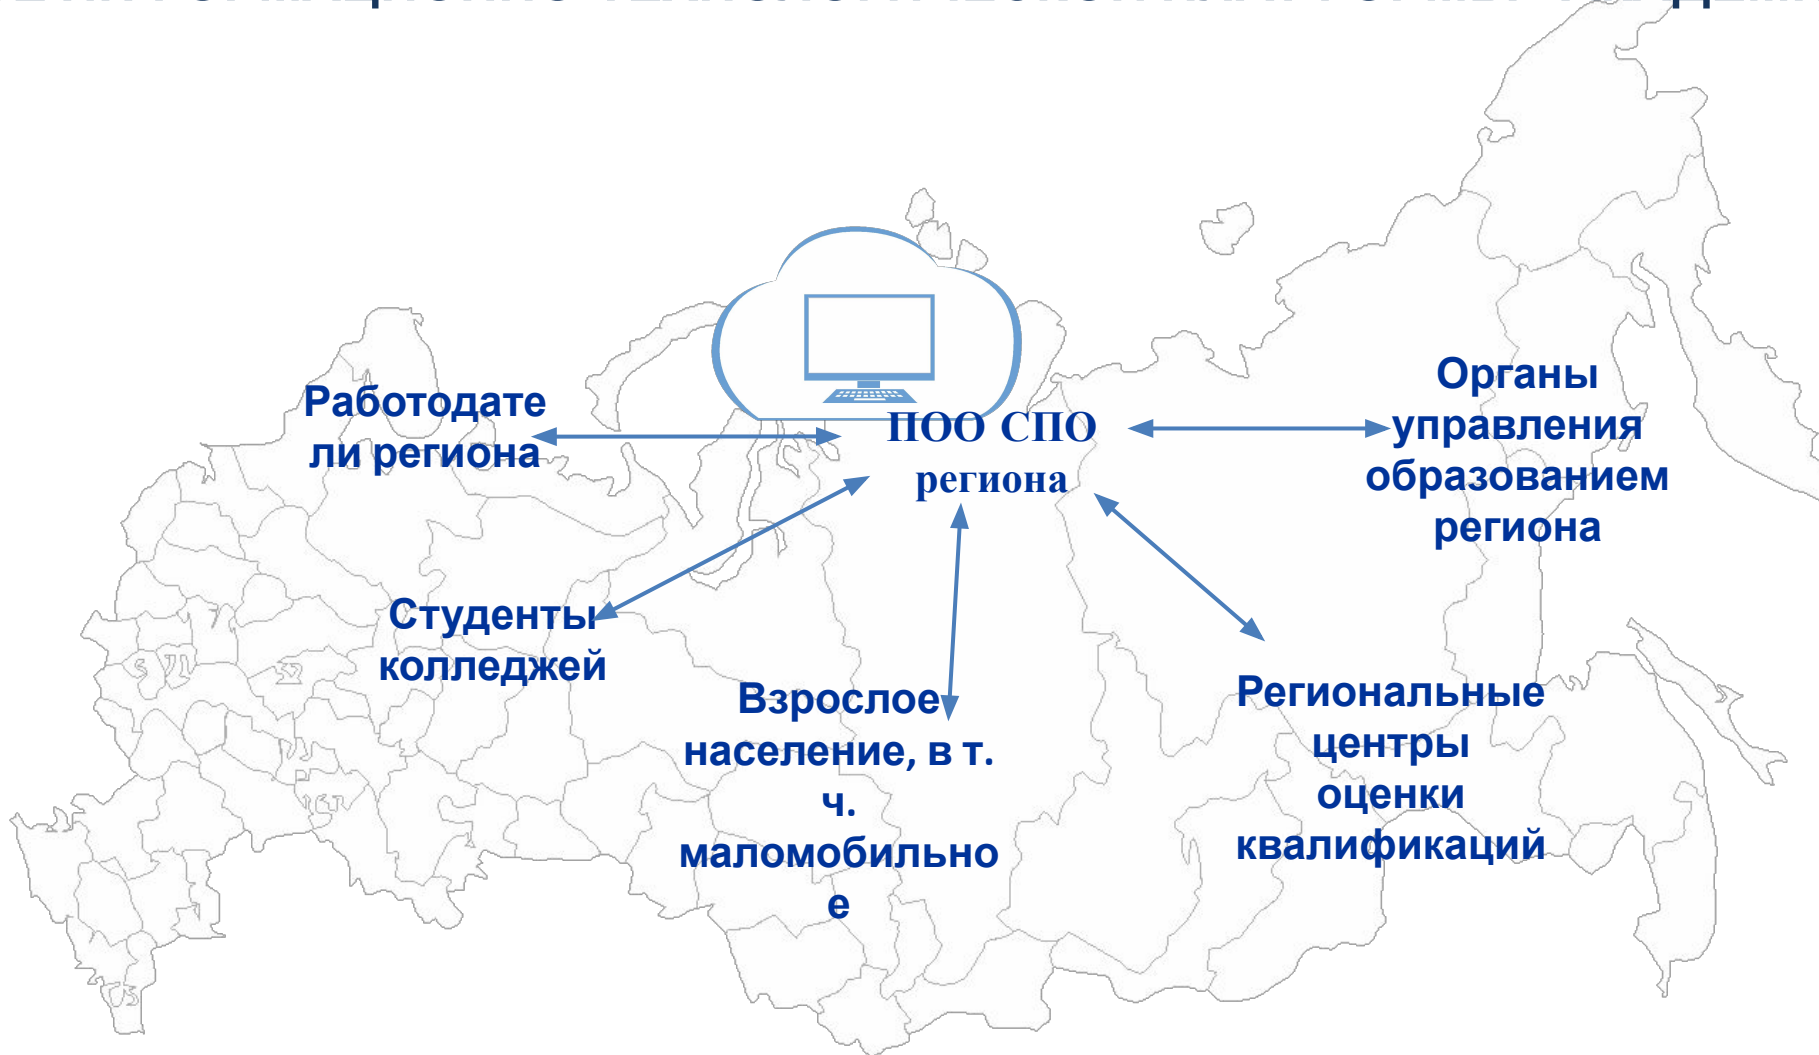 Работодате
ли региона
ПОО СПО
региона
Органы
управления
образованием
региона
Студенты
колледжей
Взрослое
население, в т.
ч.
маломобильно
е
Региональные
центры
оценки
квалификаций